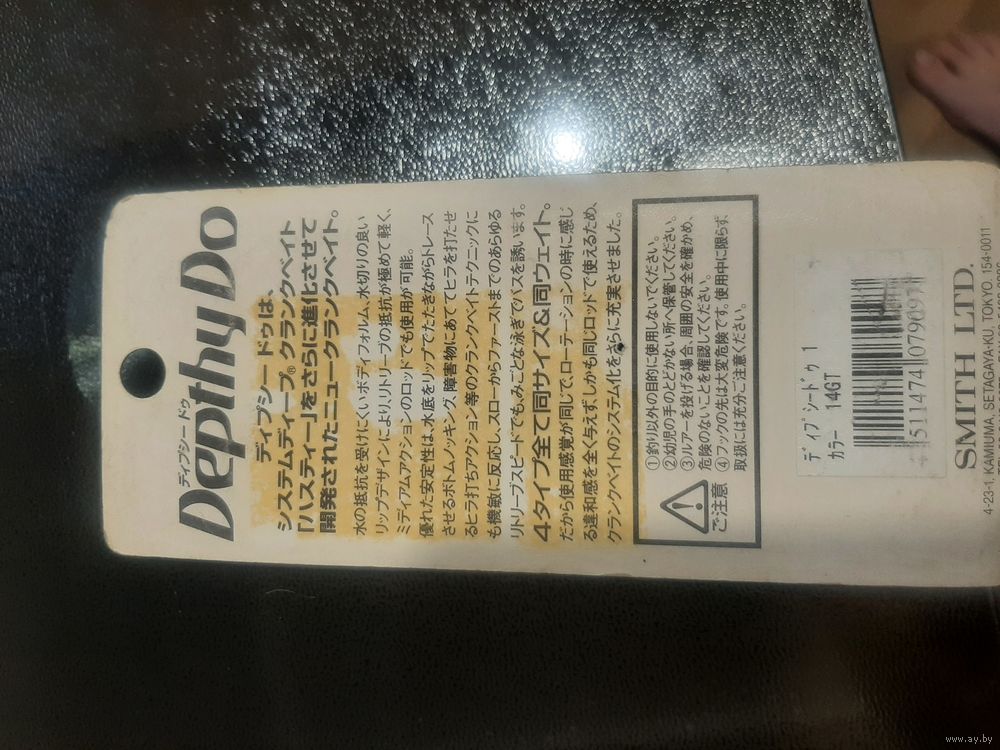 ディプシードゥ
Depthy Do
ディプシードゥは、
システムディープ®クランクベイト
「ハスティー」をさらに進化させて
開発されたニュークランクベイト。
水の抵抗を受けにくいボディフォルム、水切りの良い
リップデザインにより、リトリーブの抵抗が極めて軽く、
ミディアムアクションのロッドでも使用が可能。
優れた安定性は、水底をリップでたたきながらトレース
させるボトムノッキング、障害物にあててヒラを打たせ
るヒラ打ちアクション等のクランクベイトテクニックに
も機敏に反応し、スローからファーストまでのあらゆる
リトリーブスピードでも、みごとな泳ぎでバスを誘います。
4タイプ全て同サイズ&同ウェイト。
だから使用感覚が同じで、ローテーションの時に感じ
る違和感を全く与えずしかも同じロッドで使えるため、
クランクベイトのシステム化をさらに充実させました。
ご注意
①釣り以外の目的に使用しないでください。
②幼児の手のとどかない所へ保管してください。
③ルアーを投げる場合、周囲の安全を確かめ、
危険のないことを確認してください。
④フックの先は大変危険です。使用中に限らず、
取扱には充分ご注意ください。
ディプシードゥ 1
カラー 14GT
4 511474 079097
SMITH LTD.
4-23-1, KAMIUMA, SETAGAYA-KU, TOKYO. 154-0011
www.ay.by